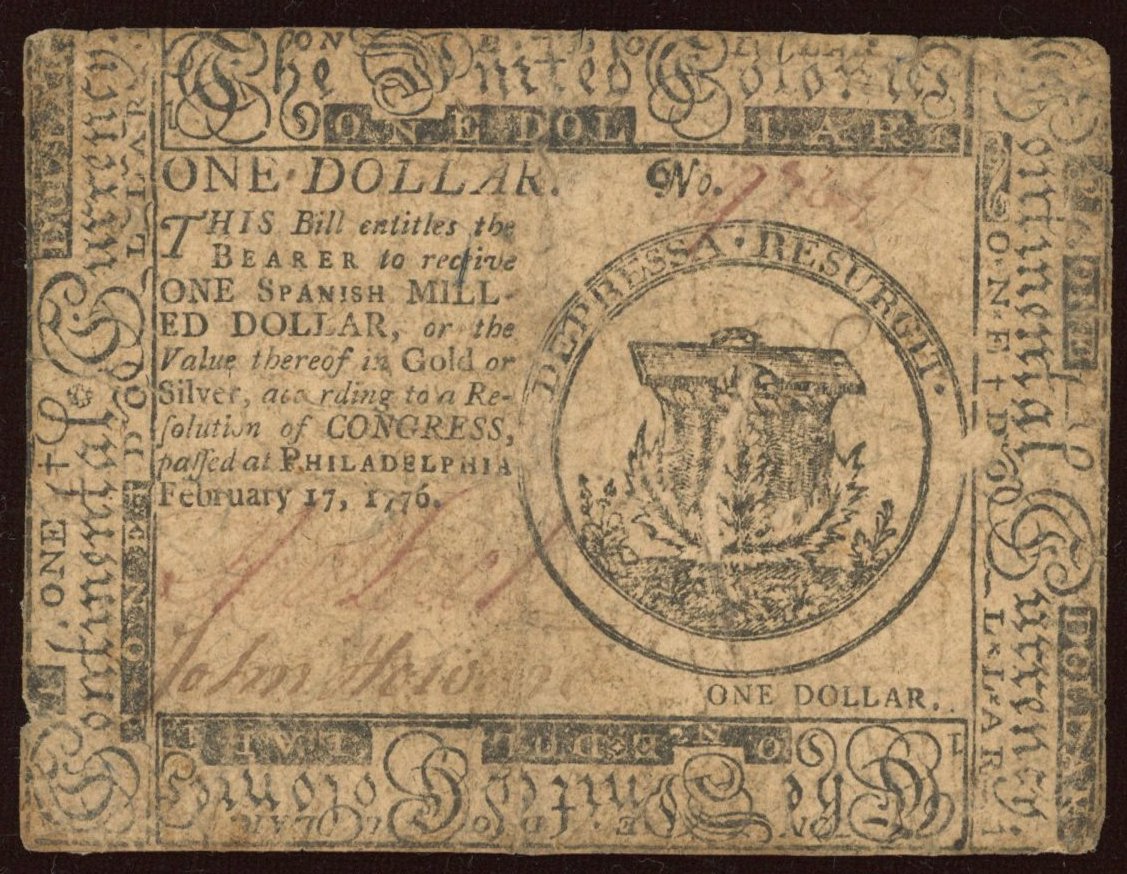 The United Colonies
ONE DOLLAR
ONE DOLLAR. No.
THIS Bill entitles the
BEARER to receive
ONE SPANISH MILL-
ED DOLLAR, or the
Value thereof in Gold or
Silver, according to a Re-
ſolution of CONGRESS,
paſſed at PHILADELPHIA
February 17, 1776.
DEPRESSA · RESURGIT.
John Howard
ONE DOLLAR.
Continental Currency
ONE DOLLAR
ONE
Continental Currency
ONE DOLLAR
ONE
DOLLAR
The United Colonies